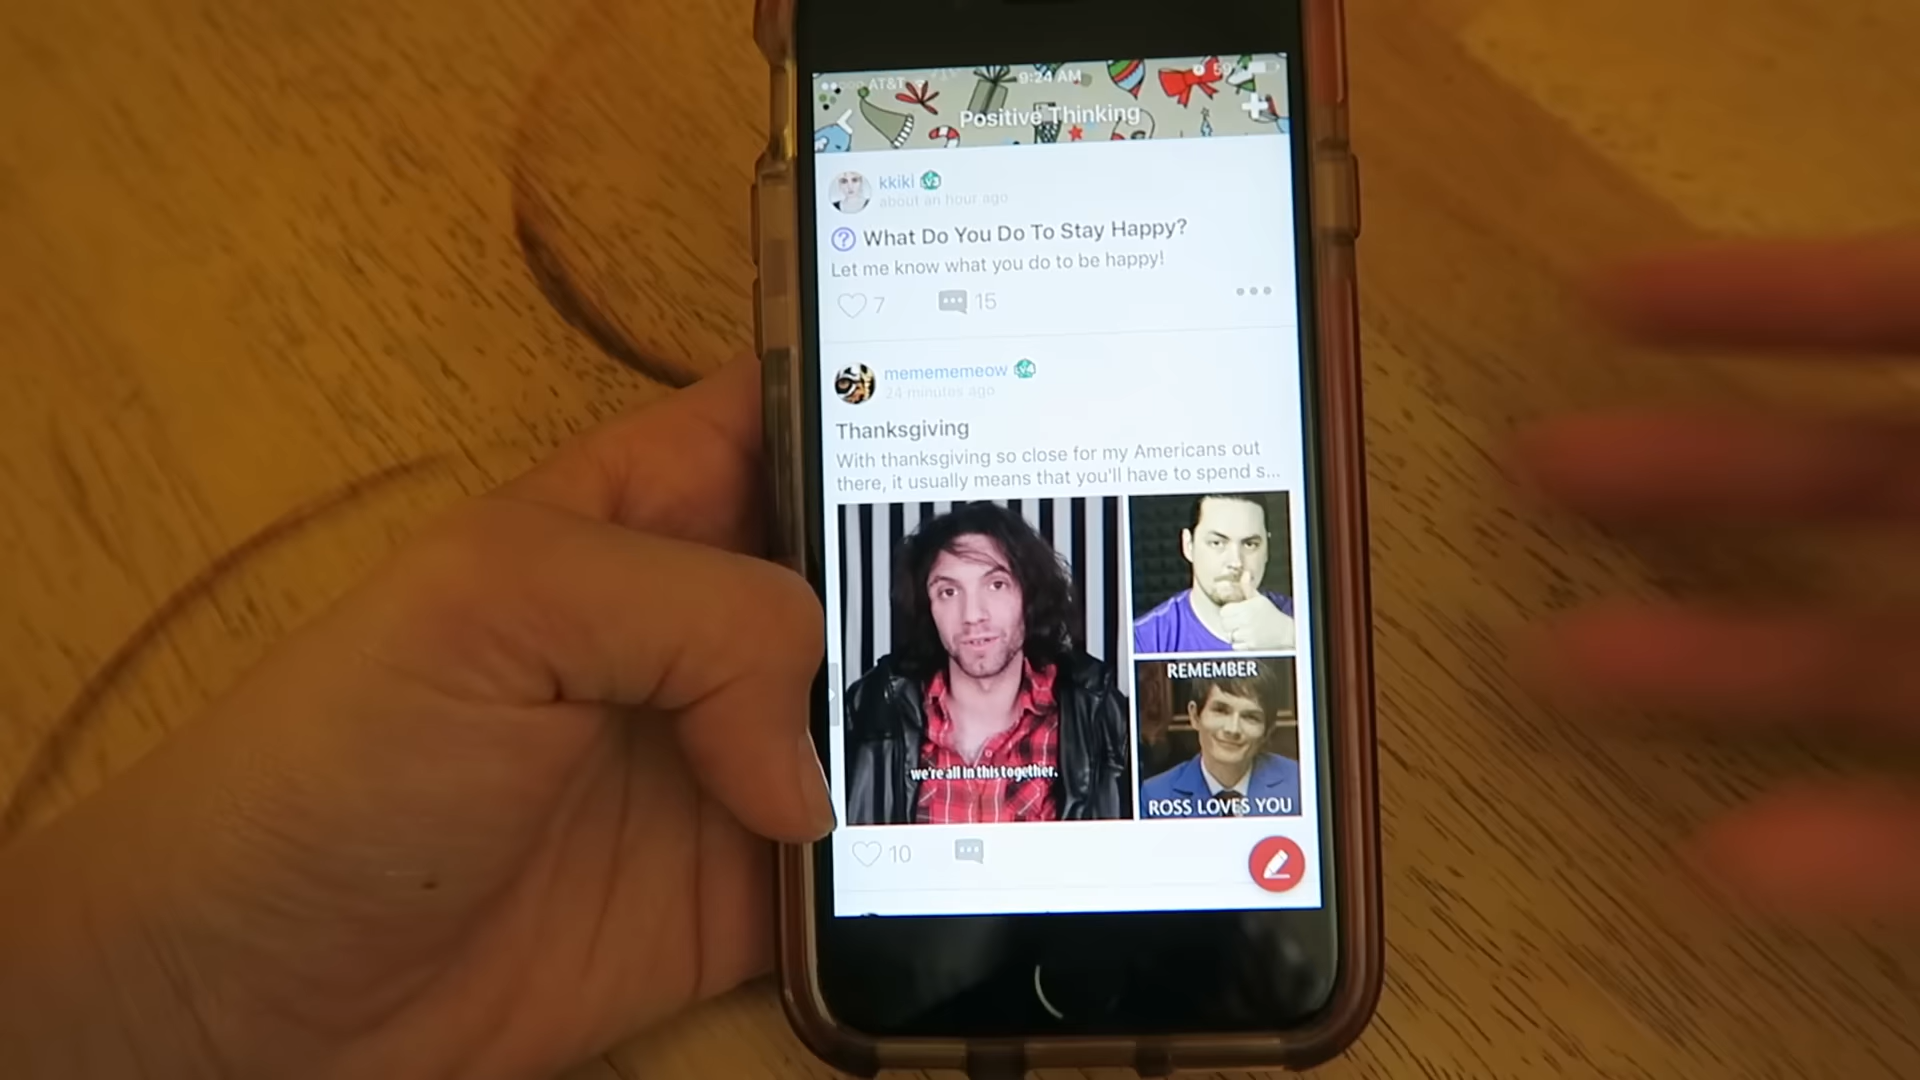 AT&T
9:24 AM
59
Positive Thinking
kkiki LV3
about an hour ago
? What Do You Do To Stay Happy?
Let me know what you do to be happy!
7
15
memememeow LV4
24 minutes ago
Thanksgiving
With thanksgiving so close for my Americans out
there, it usually means that you'll have to spend s...
we're all in this together.
REMEMBER
ROSS LOVES YOU
10